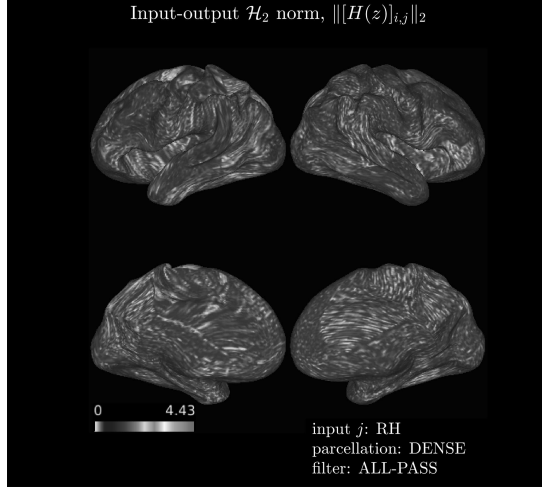 Input-output $\mathcal{H}_2$ norm, $\|[H(z)]_{i,j}\|_2$
0 4.43
input $j$: RH
parcellation: DENSE
filter: ALL-PASS